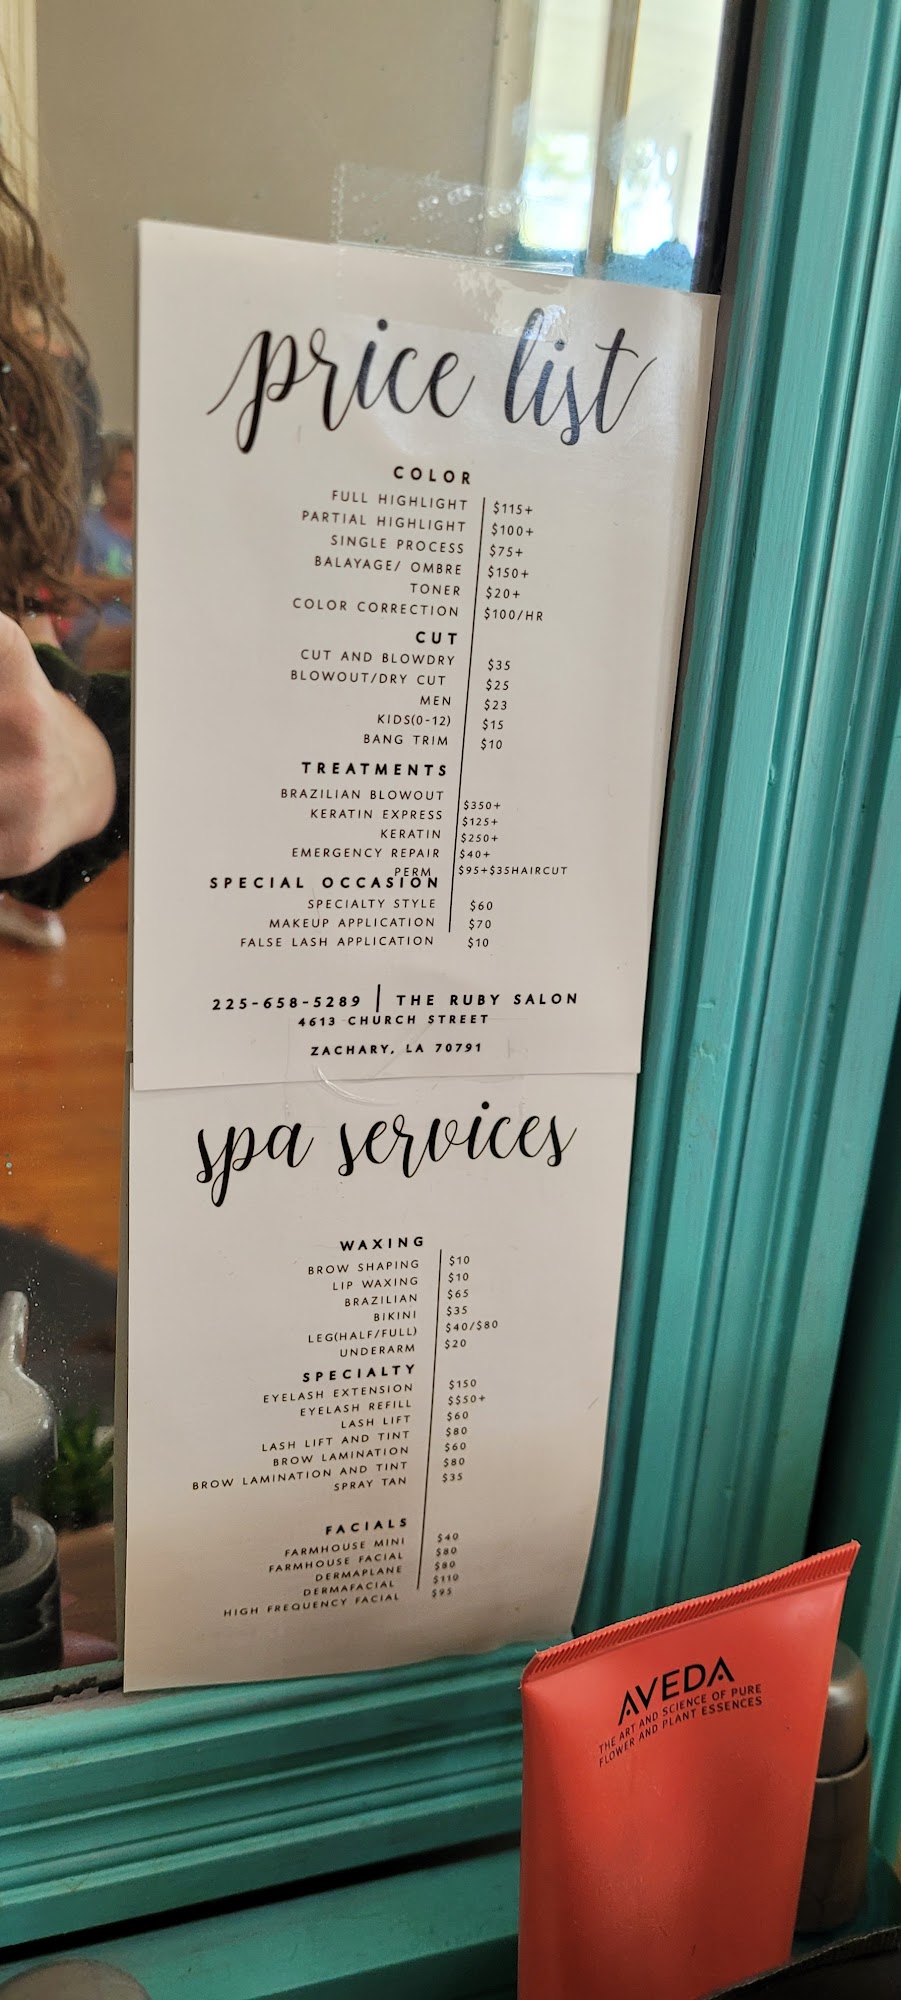 price list
COLOR
FULL HIGHLIGHT $115+
PARTIAL HIGHLIGHT $100+
SINGLE PROCESS $75+
BALAYAGE/ OMBRE $150+
TONER $20+
COLOR CORRECTION $100/HR
CUT
CUT AND BLOWDRY $35
BLOWOUT/DRY CUT $25
MEN $23
KIDS(0-12) $15
BANG TRIM $10
TREATMENTS
BRAZILIAN BLOWOUT $350+
KERATIN EXPRESS $125+
KERATIN $250+
EMERGENCY REPAIR $40+
PERM $95+$35HAIRCUT
SPECIAL OCCASION
SPECIALTY STYLE $60
MAKEUP APPLICATION $70
FALSE LASH APPLICATION $10
225-658-5289 | THE RUBY SALON
4613 CHURCH STREET
ZACHARY, LA 70791
spa services
WAXING
BROW SHAPING $10
LIP WAXING $10
BRAZILIAN $65
BIKINI $35
LEG(HALF/FULL) $40/$80
UNDERARM $20
SPECIALTY
EYELASH EXTENSION $150
EYELASH REFILL $$50+
LASH LIFT $60
LASH LIFT AND TINT $80
BROW LAMINATION $60
BROW LAMINATION AND TINT $80
SPRAY TAN $35
FACIALS
FARMHOUSE MINI $40
FARMHOUSE FACIAL $80
DERMAPLANE $80
DERMAFACIAL $110
HIGH FREQUENCY FACIAL $95
AVEDA
THE ART AND SCIENCE OF PURE
FLOWER AND PLANT ESSENCES